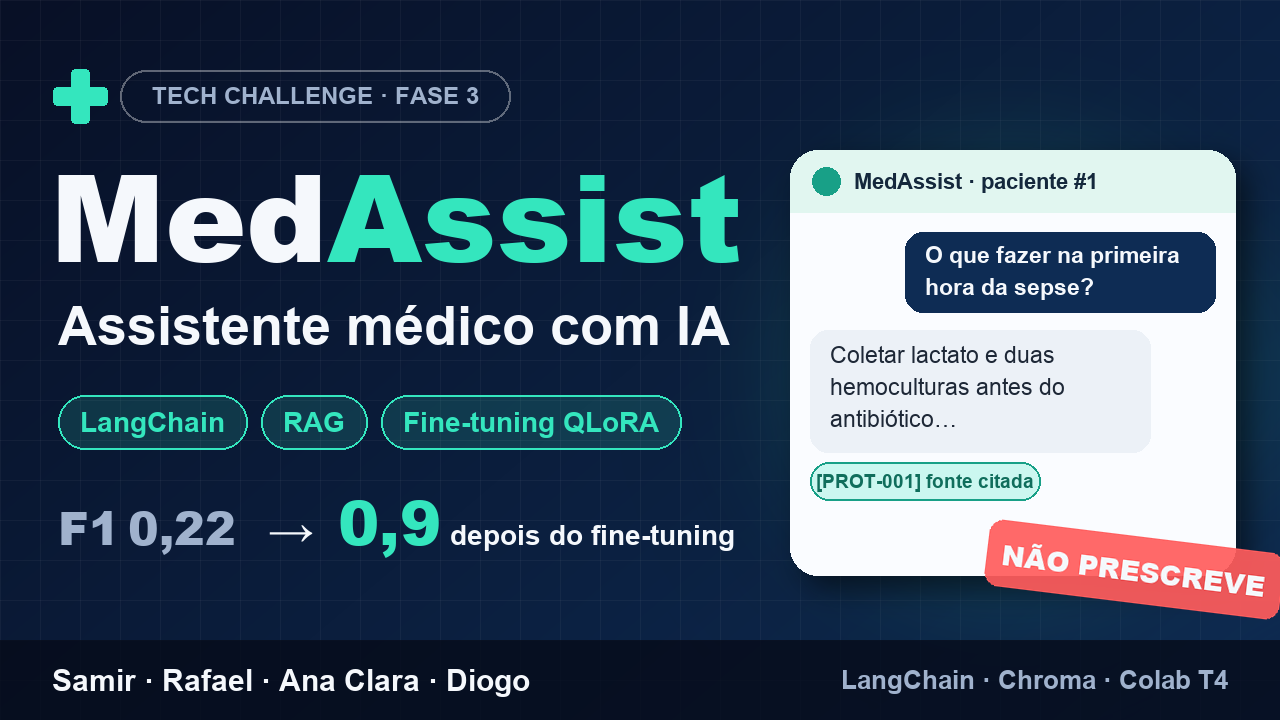 TECH CHALLENGE · FASE 3
MedAssist
Assistente médico com IA
LangChain
RAG
Fine-tuning QLoRA
F1 0,22 → 0,9 depois do fine-tuning
MedAssist · paciente #1
O que fazer na primeira
hora da sepse?
Coletar lactato e duas
hemoculturas antes do
antibiótico…
[PROT-001] fonte citada
NÃO PRESCREVE
Samir · Rafael · Ana Clara · Diogo
LangChain · Chroma · Colab T4